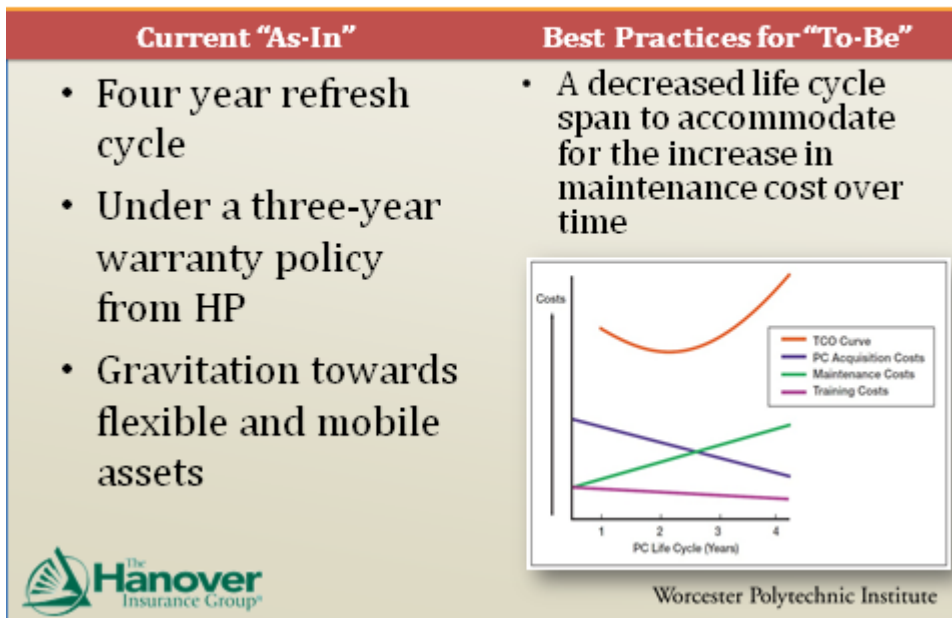 Current “As-In”
• Four year refresh
cycle
• Under a three-year
warranty policy
from HP
• Gravitation towards
flexible and mobile
assets
Best Practices for “To-Be”
• A decreased life cycle
span to accommodate
for the increase in
maintenance cost over
time
Costs
TCO Curve
PC Acquisition Costs
Maintenance Costs
Training Costs
1 2 3 4
PC Life Cycle (Years)
The
Hanover
Insurance Group®
Worcester Polytechnic Institute